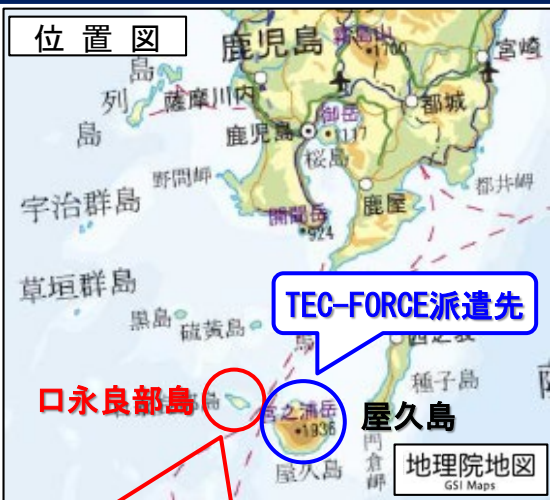 位置図
鹿児島
霧島山
•1700
宮崎
島
列
島
薩摩川内
都城
御岳
鹿児島
•1117
桜島
野間岬
都井岬
宇治群島
鹿屋
開聞岳
•924
草垣群島
TEC-FORCE派遣先
黒島
硫黄島
種子島
口永良部島
宮之浦岳
•1936
屋久島
屋久島
地理院地図
GSI Maps